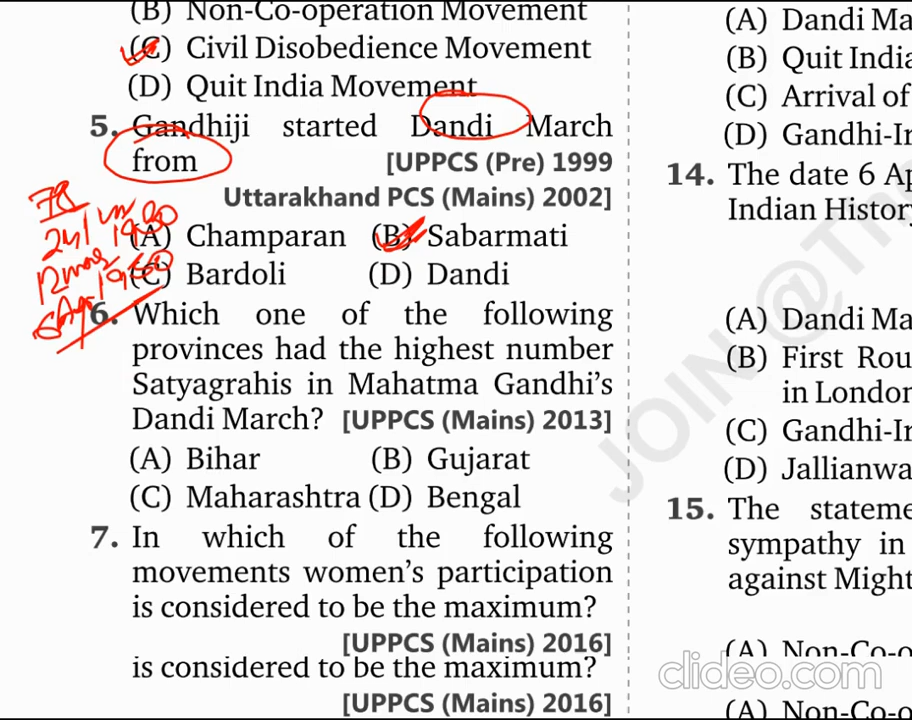 (B) Non-Co-operation Movement
(C) Civil Disobedience Movement
(D) Quit India Movement
5. Gandhiji started Dandi March
from [UPPCS (Pre) 1999
Uttarakhand PCS (Mains) 2002]
(A) Champaran (B) Sabarmati
(C) Bardoli (D) Dandi
6. Which one of the following
provinces had the highest number
Satyagrahis in Mahatma Gandhi's
Dandi March? [UPPCS (Mains) 2013]
(A) Bihar (B) Gujarat
(C) Maharashtra (D) Bengal
7. In which of the following
movements women's participation
is considered to be the maximum?
[UPPCS (Mains) 2016]
is considered to be the maximum?
[UPPCS (Mains) 2016]
78
(A) Dandi Ma
(B) Quit India
(C) Arrival of
(D) Gandhi-Ir
14. The date 6 Ap
Indian History
(A) Dandi Ma
(B) First Rou
in London
(C) Gandhi-Ir
(D) Jallianwa
15. The stateme
sympathy in
against Might
(A) Non-Co-o
(A) Non-Co-o
JOIN @TH
clideo.com